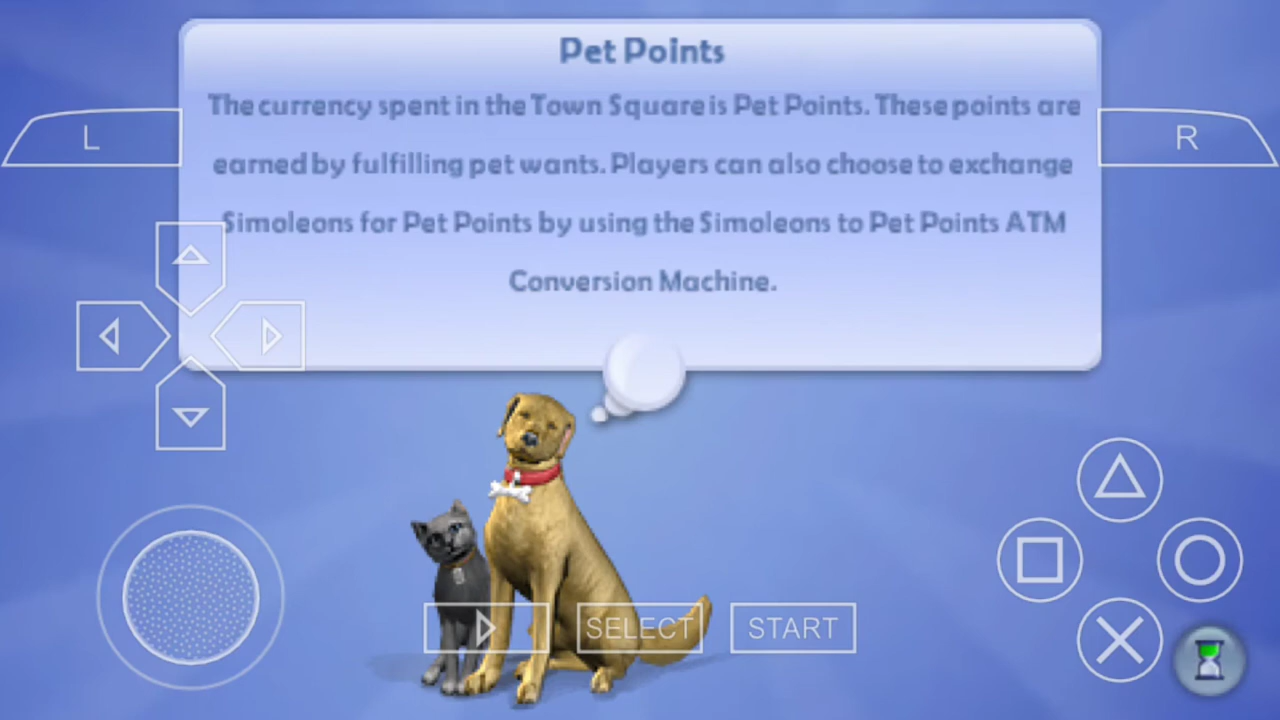 Pet Points
The currency spent in the Town Square is Pet Points. These points are
earned by fulfilling pet wants. Players can also choose to exchange
Simoleons for Pet Points by using the Simoleons to Pet Points ATM
Conversion Machine.
L
R
SELECT
START